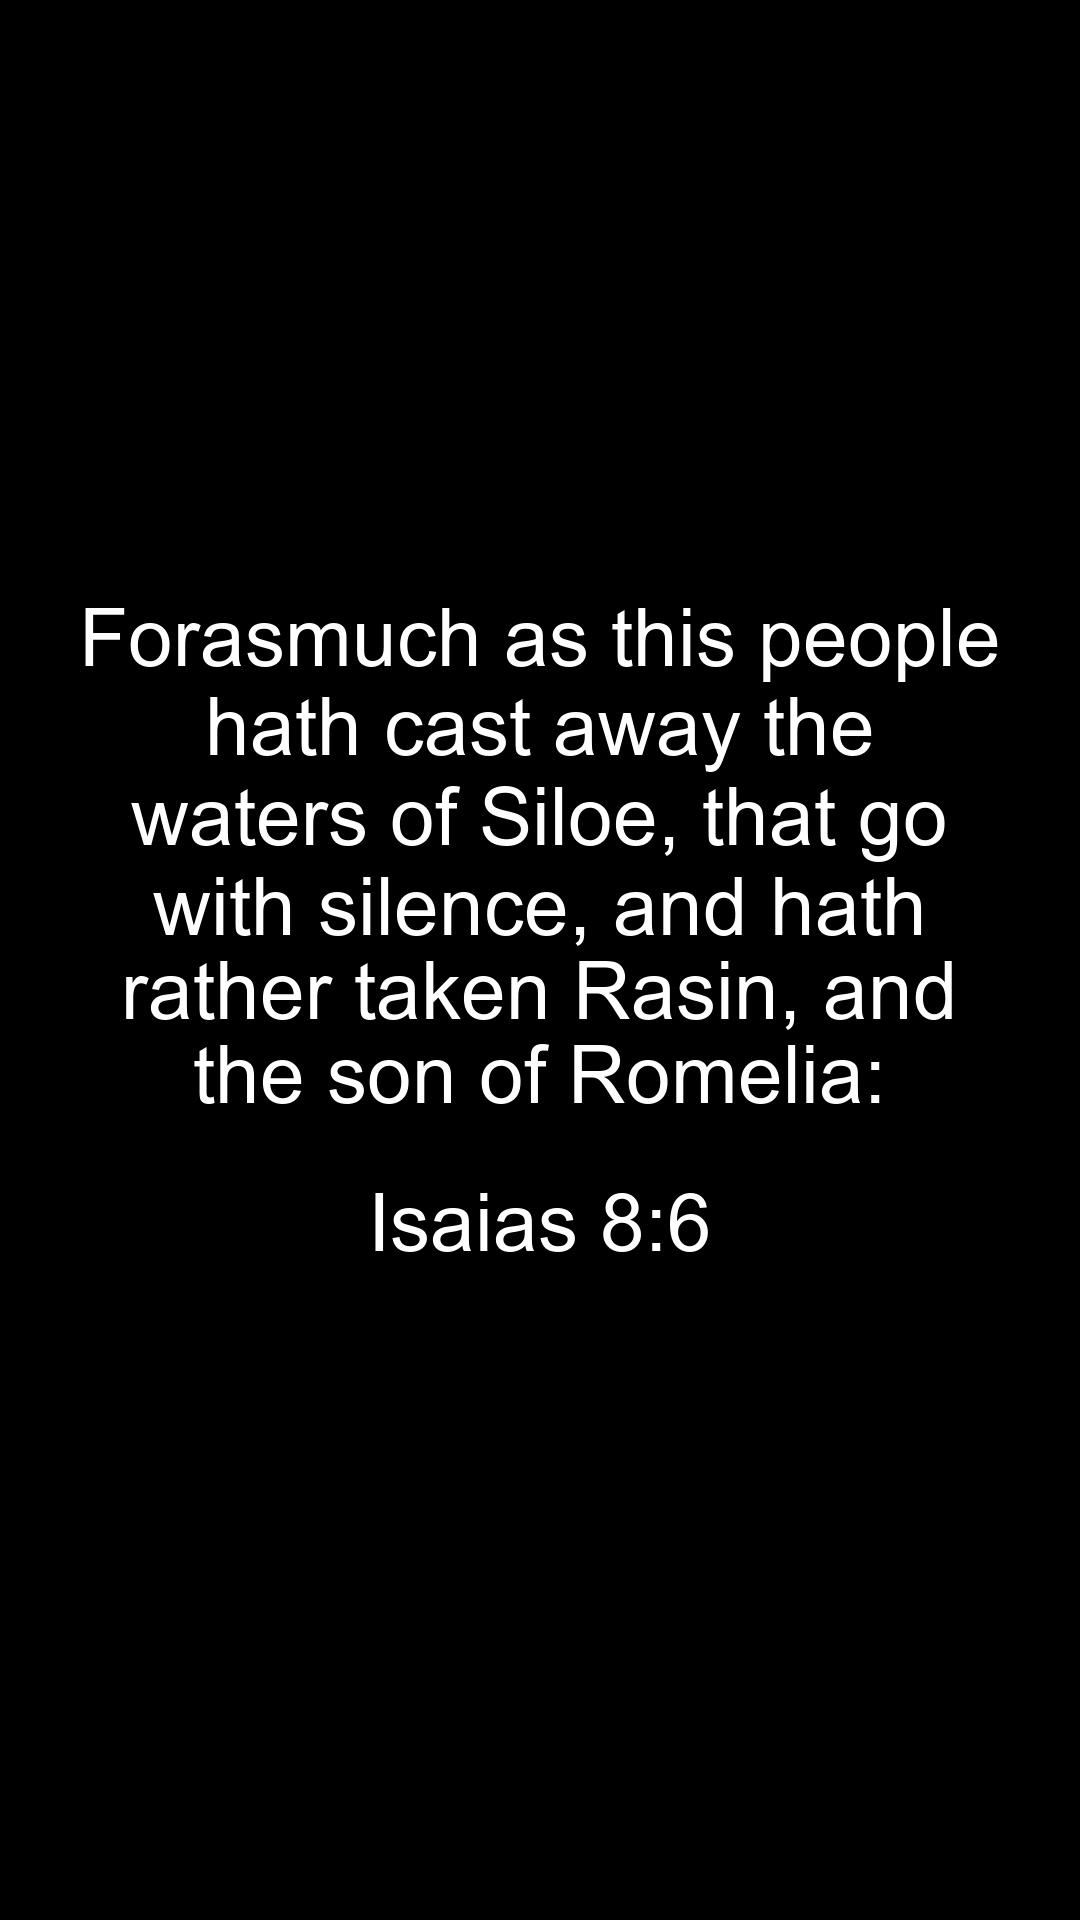 Forasmuch as this people
hath cast away the
waters of Siloe, that go
with silence, and hath
rather taken Rasin, and
the son of Romelia:
Isaias 8:6